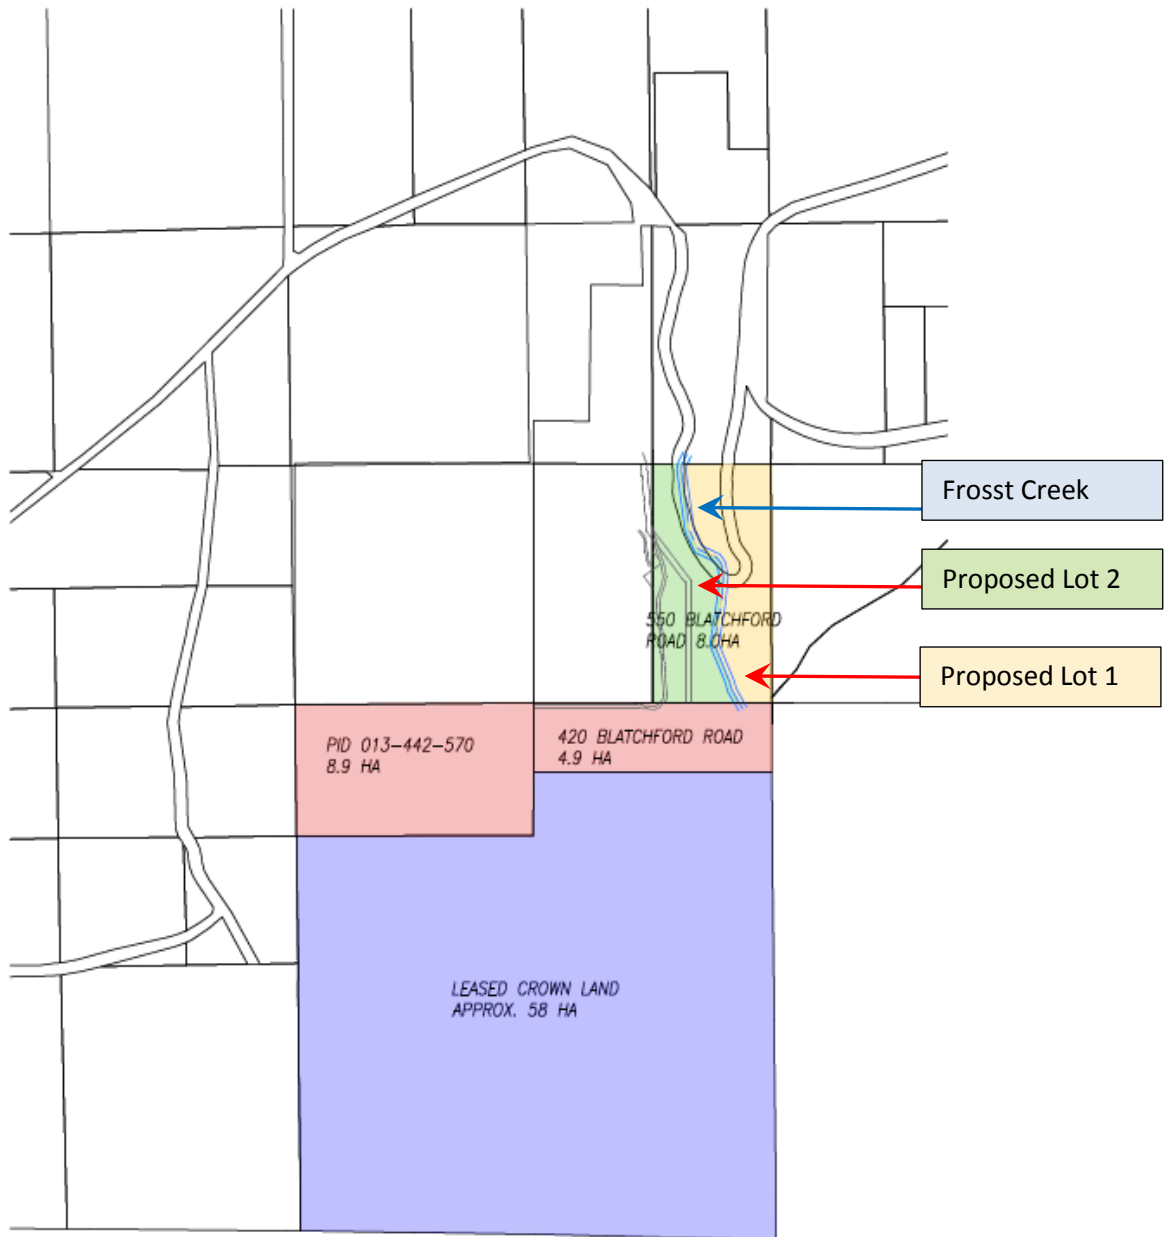 Frosst Creek
Proposed Lot 2
550 BLATCHFORD
ROAD 8.0HA
Proposed Lot 1
PID 013-442-570
8.9 HA
420 BLATCHFORD ROAD
4.9 HA
LEASED CROWN LAND
APPROX. 58 HA